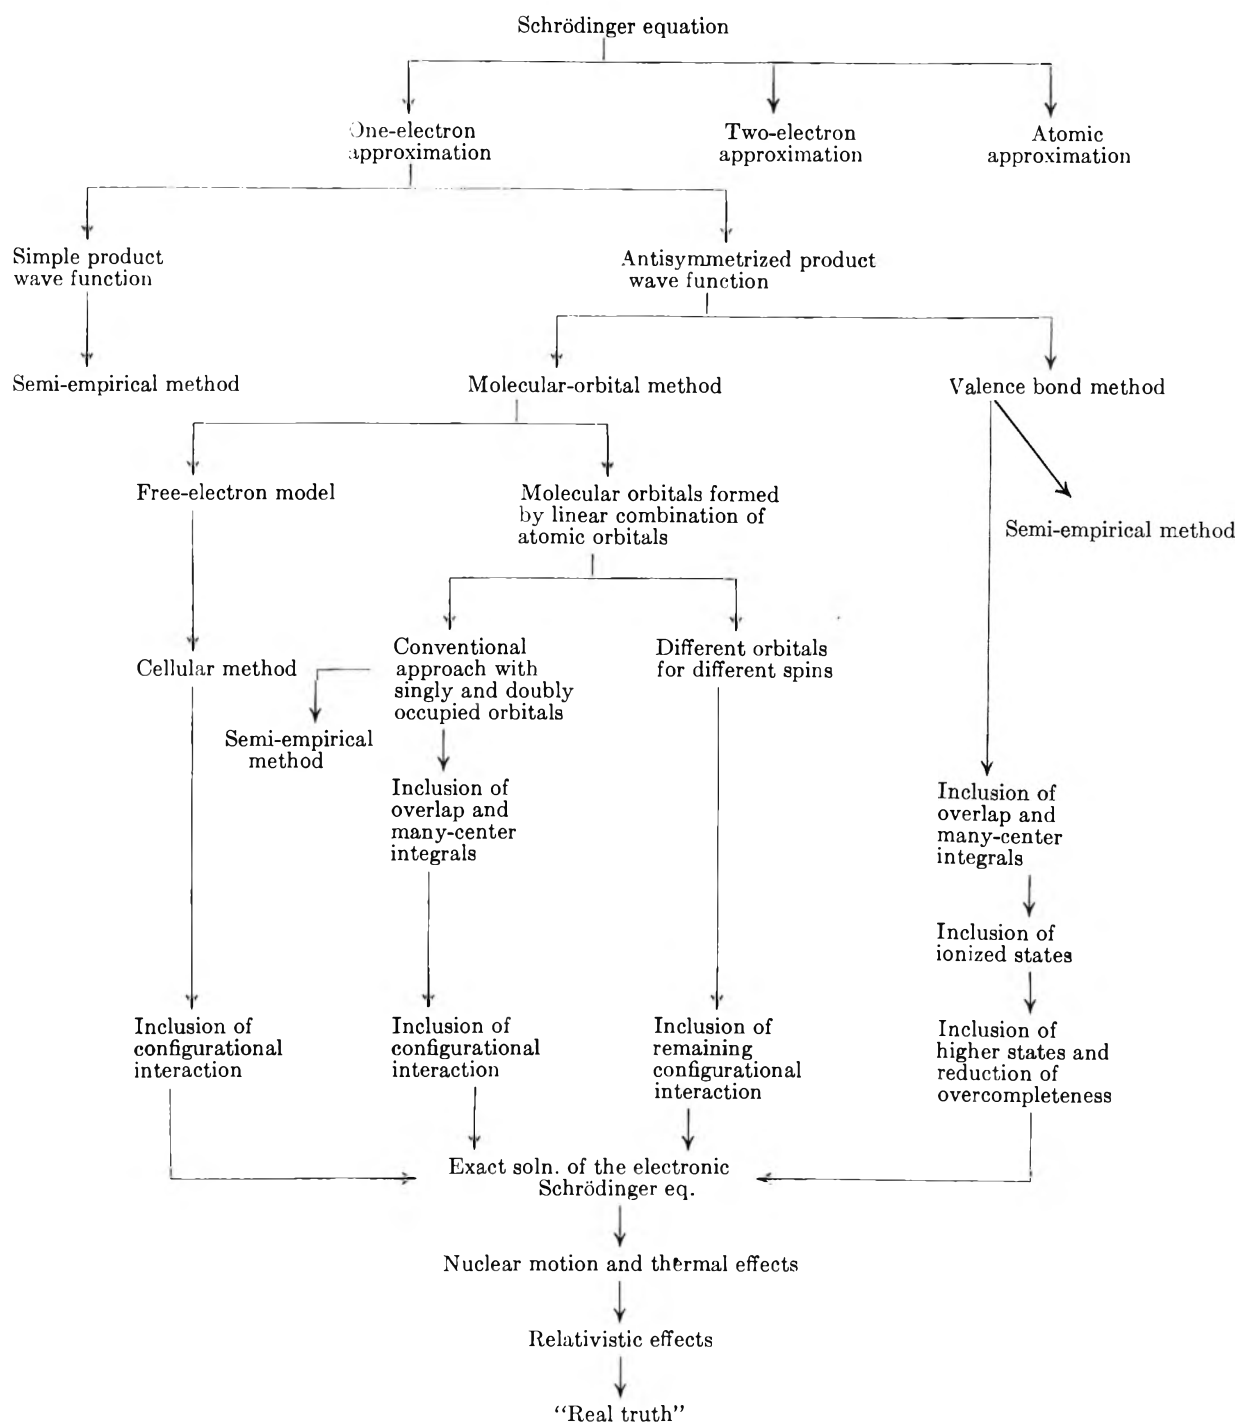 Schrödinger equation
One-electron
approximation
Two-electron
approximation
Atomic
approximation
Simple product
wave function
Antisymmetrized product
wave function
Semi-empirical method
Molecular-orbital method
Valence bond method
Free-electron model
Molecular orbitals formed
by linear combination of
atomic orbitals
Semi-empirical method
Cellular method
Conventional
approach with
singly and doubly
occupied orbitals
Different orbitals
for different spins
Semi-empirical
method
Inclusion of
overlap and
many-center
integrals
Inclusion of
overlap and
many-center
integrals
Inclusion of
ionized states
Inclusion of
configurational
interaction
Inclusion of
configurational
interaction
Inclusion of
remaining
configurational
interaction
Inclusion of
higher states and
reduction of
overcompleteness
Exact soln. of the electronic
Schrödinger eq.
Nuclear motion and thermal effects
Relativistic effects
“Real truth”